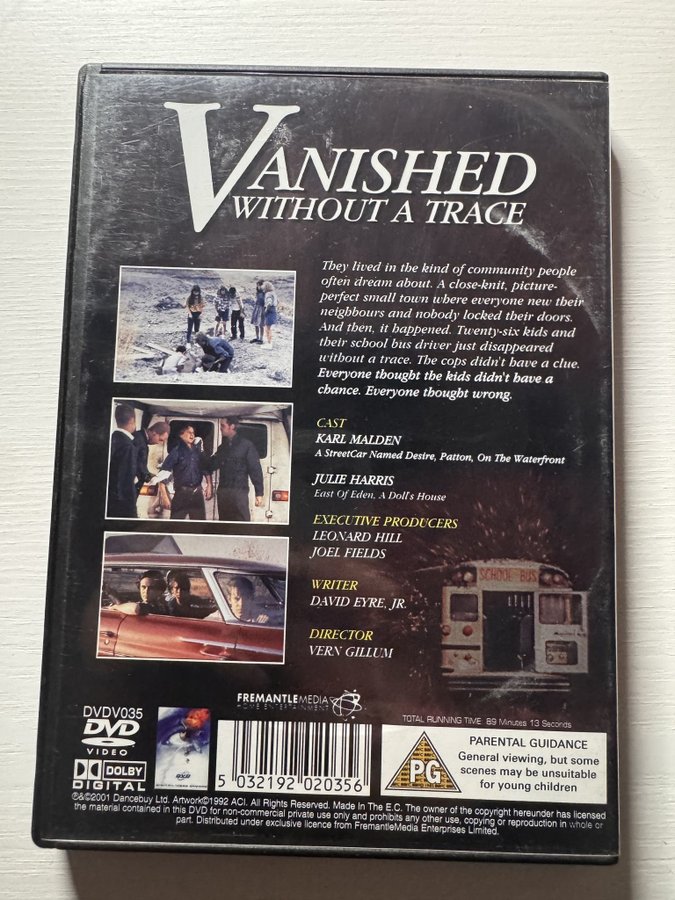 VANISHED
WITHOUT A TRACE
They lived in the kind of community people
often dream about. A close-knit, picture-
perfect small town where everyone new their
neighbours and nobody locked their doors.
And then, it happened. Twenty-six kids and
their school bus driver just disappeared
without a trace. The cops didn't have a clue.
Everyone thought the kids didn't have a
chance. Everyone thought wrong.
CAST
KARL MALDEN
A StreetCar Named Desire, Patton, On The Waterfront
JULIE HARRIS
East Of Eden, A Doll's House
EXECUTIVE PRODUCERS
LEONARD HILL
JOEL FIELDS
WRITER
DAVID EYRE, JR.
DIRECTOR
VERN GILLUM
SCHOOL BUS
FREMANTLEMEDIA
HOME ENTERTAINMENT
TOTAL RUNNING TIME: 89 Minutes 13 Seconds
DVDV035
DVD
VIDEO
DOLBY
DIGITAL
5 032192 020356
PG
PARENTAL GUIDANCE
General viewing, but some
scenes may be unsuitable
for young children
℗&©2001 Dancebuy Ltd. Artwork©1992 ACI. All Rights Reserved. Made In The E.C. The owner of the copyright hereunder has licensed
the material contained in this DVD for non-commercial private use only and prohibits any other use, copying or reproduction in whole or
part. Distributed under exclusive licence from FremantleMedia Enterprises Limited.